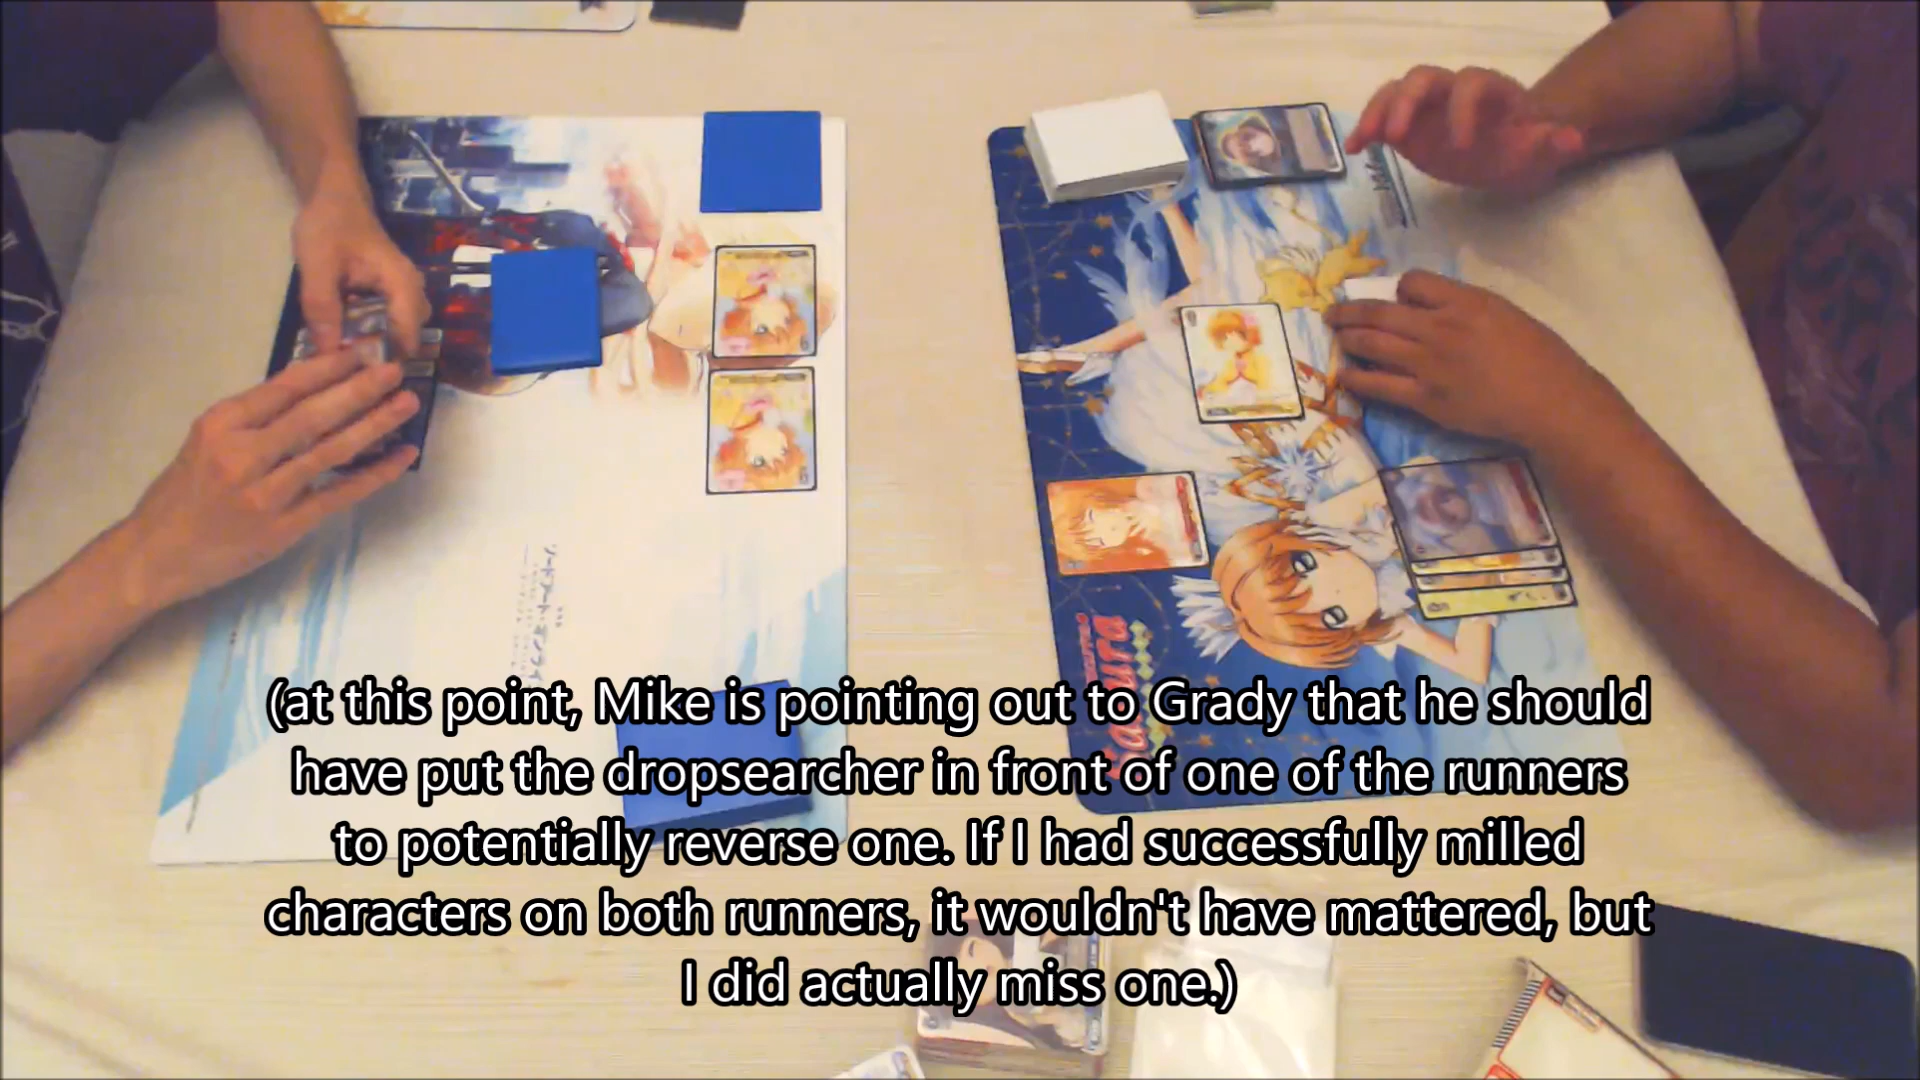 (at this point, Mike is pointing out to Grady that he should
have put the dropsearcher in front of one of the runners
to potentially reverse one. If I had successfully milled
characters on both runners, it wouldn't have mattered, but
I did actually miss one.)